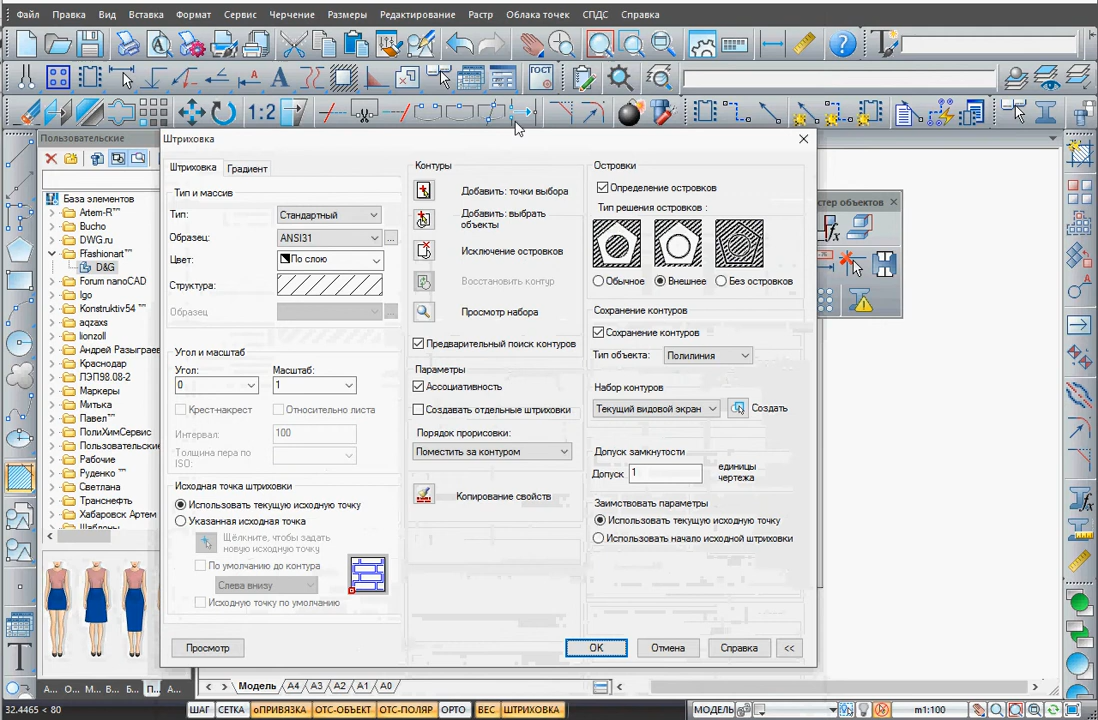 Файл Правка Вид Вставка Формат Сервис Черчение Размеры Редактирование Растр Облака точек СПДС Справка
ГОСТ
1:2
Пользовательские
База элементов
Artem-R™
Bucho
DWG.ru
Ffashionart™
D&G
Forum nanoCAD
Igo
Konstruktiv54
aqzaxs
lionzoll
Андрей Разыграев
Краснодар
ЛЭП98.08-2
Маркеры
Митька
Павел™
ПолиХимСервис
Пользовательские
Рабочие
Руденко ™
Светлана
Транснефть
Хабаровск Артем
Шаблоны
Штриховка
Штриховка Градиент
Тип и массив
Тип: Стандартный
Образец: ANSI31 ...
Цвет: По слою
Структура:
Образец ...
Угол и масштаб
Угол: Масштаб:
0 1
Крест-накрест Относительно листа
Интервал: 100
Толщина пера по
ISO:
Исходная точка штриховки
Использовать текущую исходную точку
Указанная исходная точка
Щёлкните, чтобы задать
новую исходную точку
По умолчанию до контура
Слева внизу
Исходную точку по умолчанию
Контуры
Добавить: точки выбора
Добавить: выбрать
объекты
Исключение островков
Восстановить контур
Просмотр набора
Предварительный поиск контуров
Параметры
Ассоциативность
Создавать отдельные штриховки
Порядок прорисовки:
Поместить за контуром
Копирование свойств
Островки
Определение островков
Тип решения островков :
Обычное Внешнее Без островков
Сохранение контуров
Сохранение контуров
Тип объекта: Полилиния
Набор контуров
Текущий видовой экран Создать
Допуск замкнутости
Допуск 1 единицы
чертежа
Заимствовать параметры
Использовать текущую исходную точку
Использовать начало исходной штриховки
Просмотр OK Отмена Справка <<
стер объектов
А... О... М... В... Б... П... А...
Модель A4 A3 A2 A1 A0
32.4465 < 80 ШАГ СЕТКА оПРИВЯЗКА ОТС-ОБЪЕКТ ОТС-ПОЛЯР ОРТО ВЕС ШТРИХОВКА МОДЕЛЬ m1:100